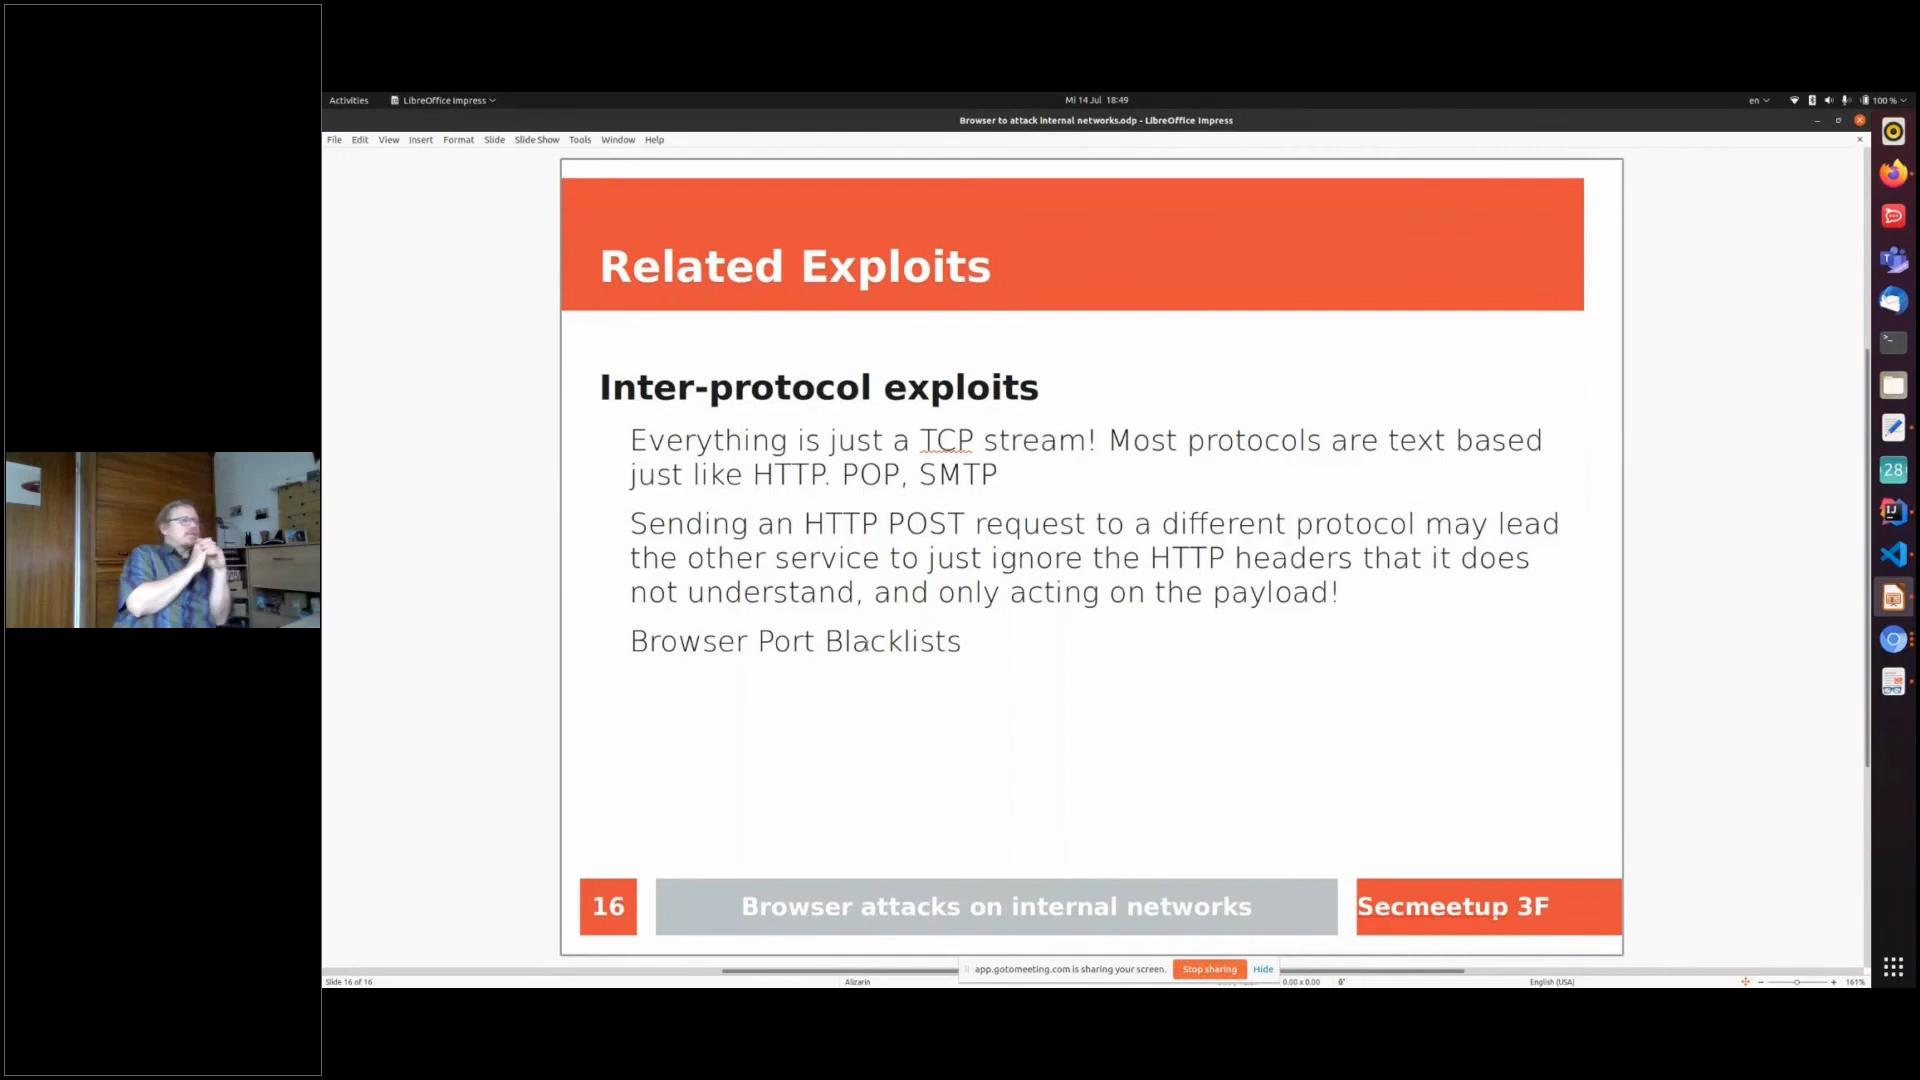 Activities
LibreOffice Impress
Mi 14 Jul 18:49
en
100 %
Browser to attack internal networks.odp - LibreOffice Impress
File Edit View Insert Format Slide Slide Show Tools Window Help
Related Exploits
Inter-protocol exploits
Everything is just a TCP stream! Most protocols are text based
just like HTTP. POP, SMTP
Sending an HTTP POST request to a different protocol may lead
the other service to just ignore the HTTP headers that it does
not understand, and only acting on the payload!
Browser Port Blacklists
16
Browser attacks on internal networks
Secmeetup 3F
28
IJ
app.gotomeeting.com is sharing your screen.
Stop sharing
Hide
Slide 16 of 16
Alizarin
0.00 x 0.00
English (USA)
161%